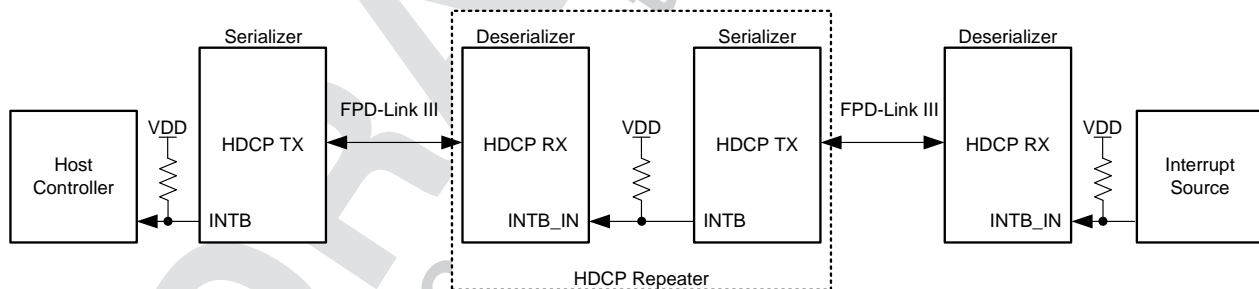 Serializer
Deserializer
Serializer
Deserializer
FPD-Link III
FPD-Link III
VDD
VDD
VDD
HDCP TX
HDCP RX
HDCP TX
HDCP RX
Host
Controller
Interrupt
Source
INTB
INTB_IN
INTB
INTB_IN
HDCP Repeater